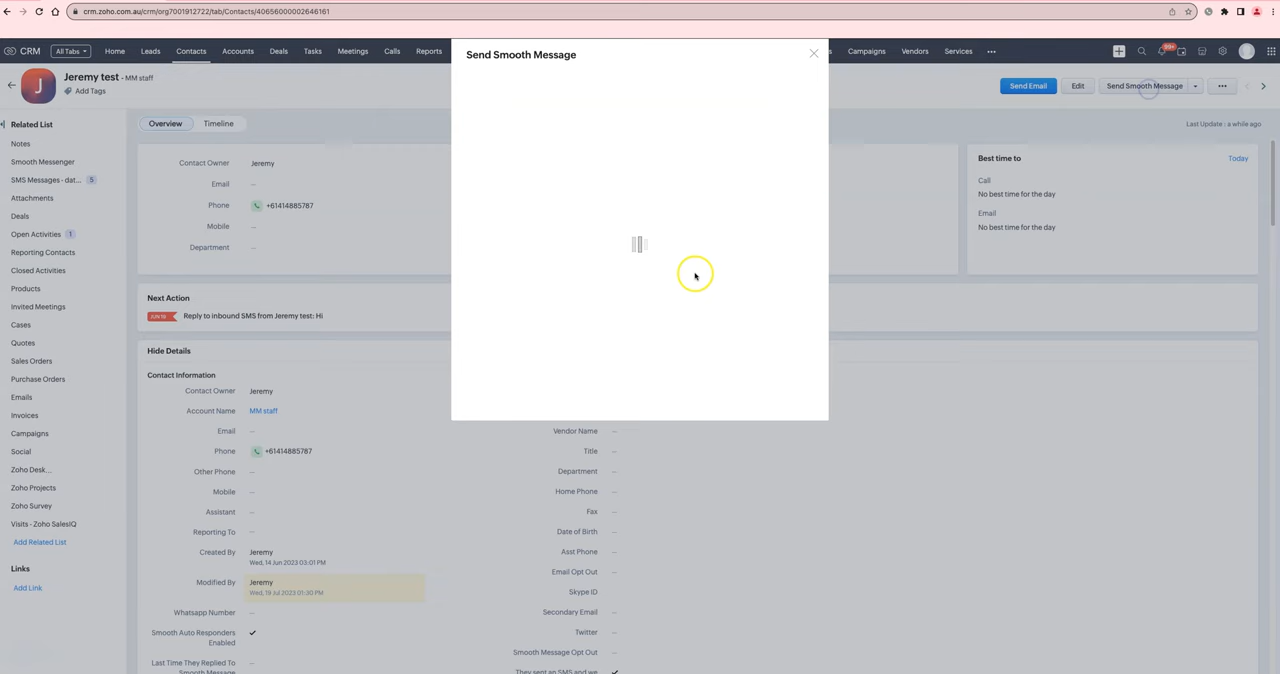 crm.zoho.com.au/crm/org7001912722/tab/Contacts/40656000002646161
CRM All Tabs Home Leads Contacts Accounts Deals Tasks Meetings Calls Reports Campaigns Vendors Services 99+
Send Smooth Message
J Jeremy test - MM staff
Add Tags
Send Email Edit Send Smooth Message
Related List
Notes
Smooth Messenger
SMS Messages - dat... 5
Attachments
Deals
Open Activities 1
Reporting Contacts
Closed Activities
Products
Invited Meetings
Cases
Quotes
Sales Orders
Purchase Orders
Emails
Invoices
Campaigns
Social
Zoho Desk...
Zoho Projects
Zoho Survey
Visits - Zoho SalesIQ
Add Related List
Links
Add Link
Overview Timeline
Last Update : a while ago
Contact Owner Jeremy
Email —
Phone +61414885787
Mobile —
Department —
Best time to Today
Call
No best time for the day
Email
No best time for the day
Next Action
JUN 19 Reply to inbound SMS from Jeremy test: Hi
Hide Details
Contact Information
Contact Owner Jeremy
Account Name MM staff
Email —
Phone +61414885787
Other Phone —
Mobile —
Assistant —
Reporting To —
Created By Jeremy
Wed, 14 Jun 2023 03:01 PM
Modified By Jeremy
Wed, 19 Jul 2023 01:30 PM
Whatsapp Number —
Smooth Auto Responders
Enabled
Last Time They Replied To —
Smooth Message
Vendor Name —
Title —
Department —
Home Phone —
Fax —
Date of Birth —
Asst Phone —
Email Opt Out —
Skype ID —
Secondary Email —
Twitter —
Smooth Message Opt Out —
They sent an SMS and we